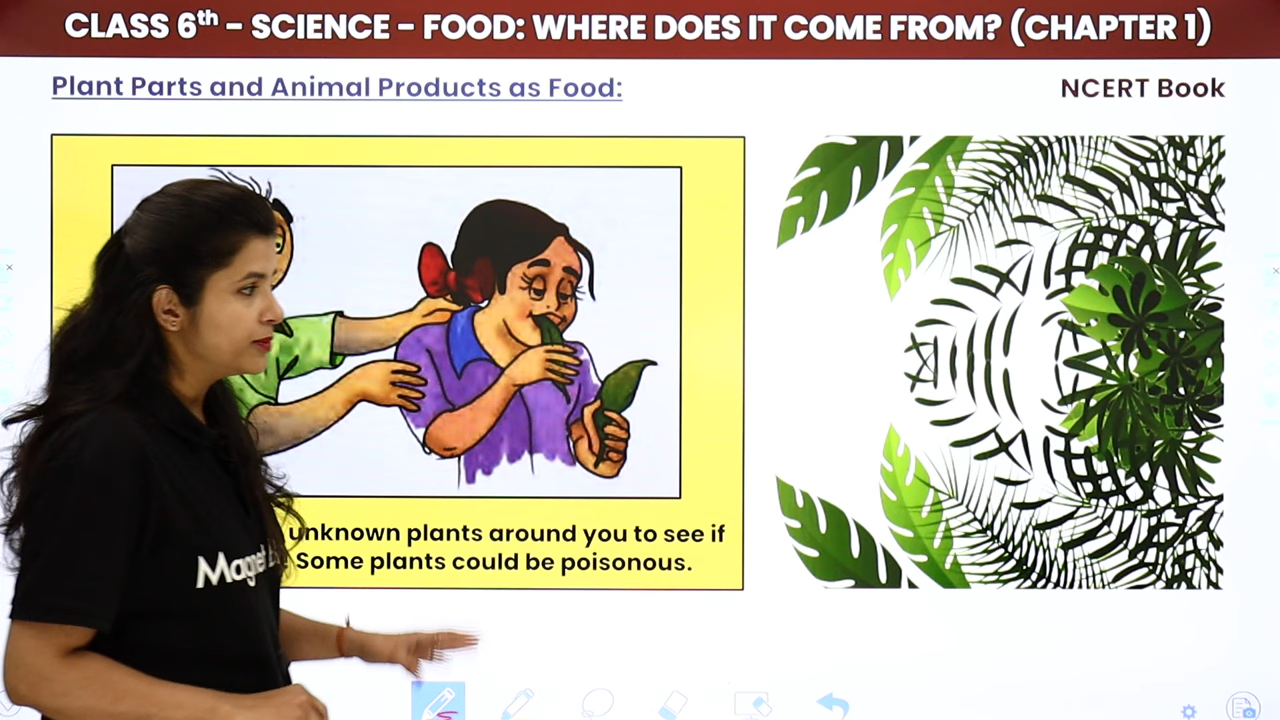 CLASS 6th - SCIENCE - FOOD: WHERE DOES IT COME FROM? (CHAPTER 1)
Plant Parts and Animal Products as Food:
NCERT Book
unknown plants around you to see if
Some plants could be poisonous.